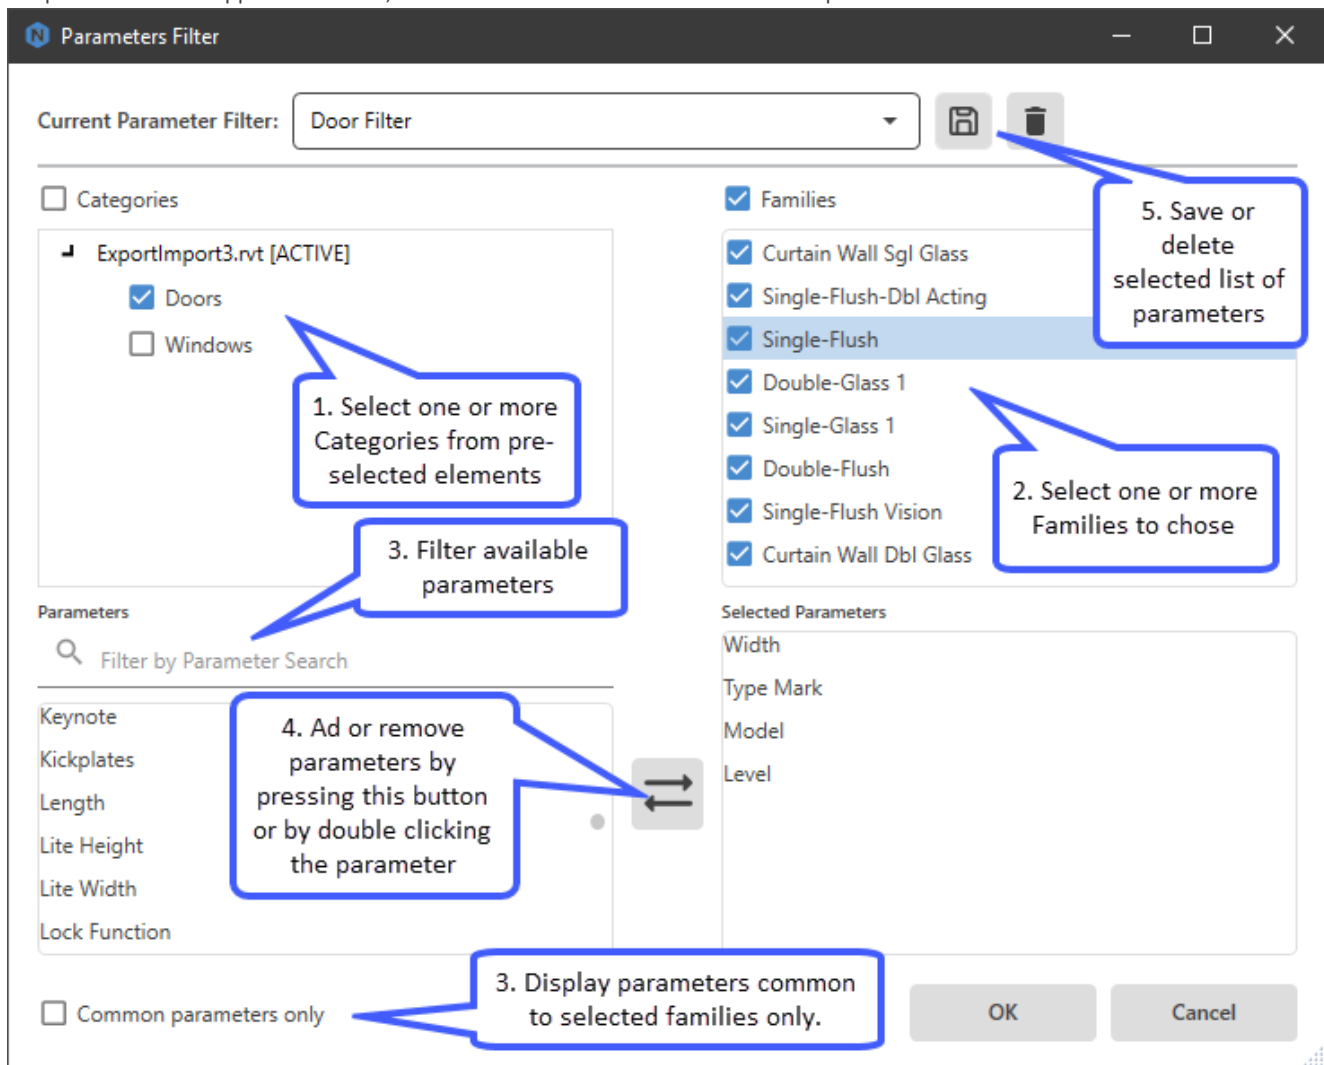 Parameters Filter
Current Parameter Filter: Door Filter
Categories
Families
ExportImport3.rvt [ACTIVE]
Doors
Windows
Curtain Wall Sgl Glass
Single-Flush-Dbl Acting
Single-Flush
Double-Glass 1
Single-Glass 1
Double-Flush
Single-Flush Vision
Curtain Wall Dbl Glass
5. Save or
delete
selected list of
parameters
1. Select one or more
Categories from pre-
selected elements
2. Select one or more
Families to chose
3. Filter available
parameters
Parameters
Filter by Parameter Search
Keynote
Kickplates
Length
Lite Height
Lite Width
Lock Function
4. Ad or remove
parameters by
pressing this button
or by double clicking
the parameter
Selected Parameters
Width
Type Mark
Model
Level
Common parameters only
3. Display parameters common
to selected families only.
OK
Cancel